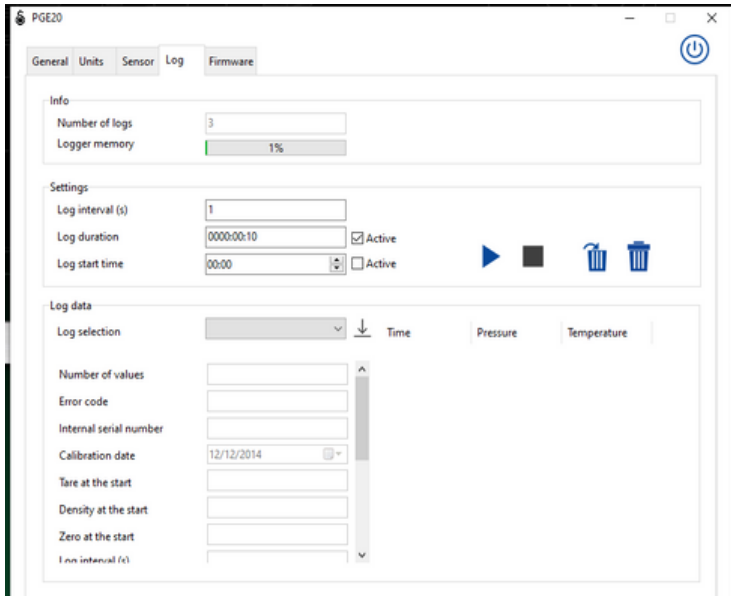 PGE20
General Units Sensor Log Firmware
Info
Number of logs 3
Logger memory 1%
Settings
Log interval (s) 1
Log duration 0000:00:10 Active
Log start time 00:00 Active
Log data
Log selection Time Pressure Temperature
Number of values
Error code
Internal serial number
Calibration date 12/12/2014
Tare at the start
Density at the start
Zero at the start
Log interval (s)